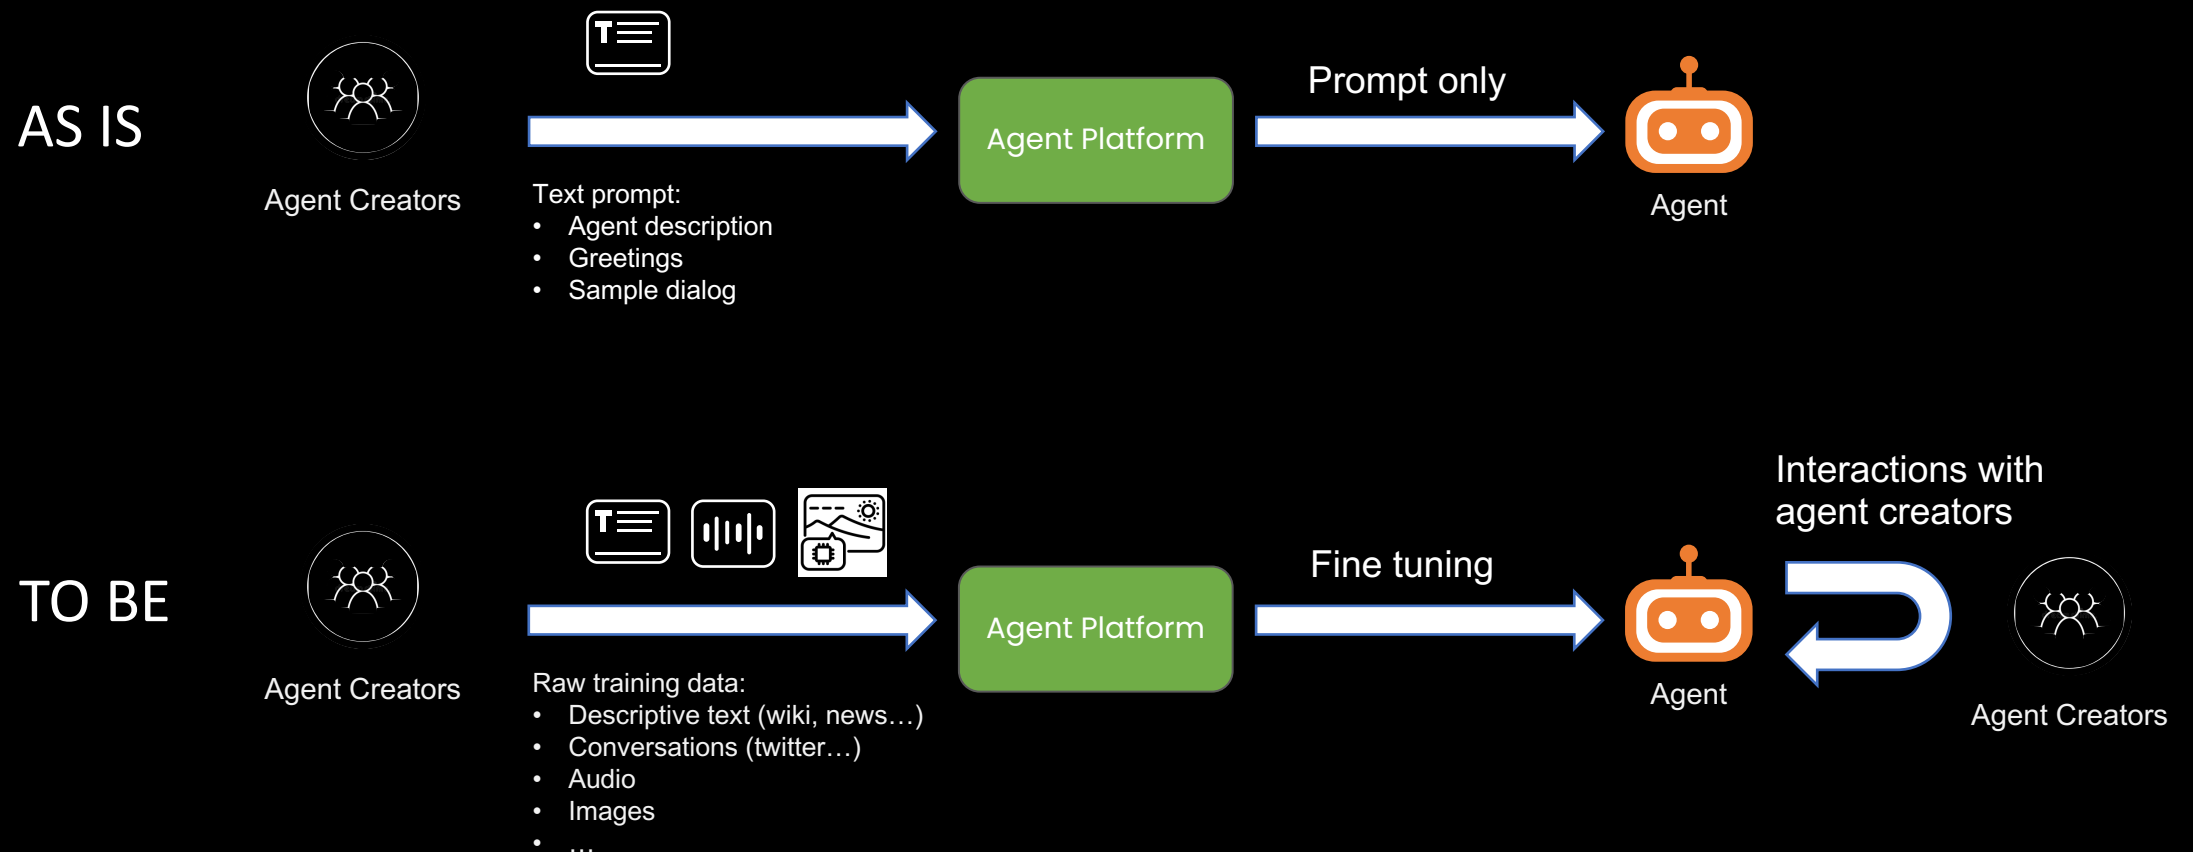 AS IS
Agent Creators
T
Text prompt:
• Agent description
• Greetings
• Sample dialog
Agent Platform
Prompt only
Agent
TO BE
Agent Creators
T
Raw training data:
• Descriptive text (wiki, news…)
• Conversations (twitter…)
• Audio
• Images
• …
Agent Platform
Fine tuning
Agent
Interactions with
agent creators
Agent Creators